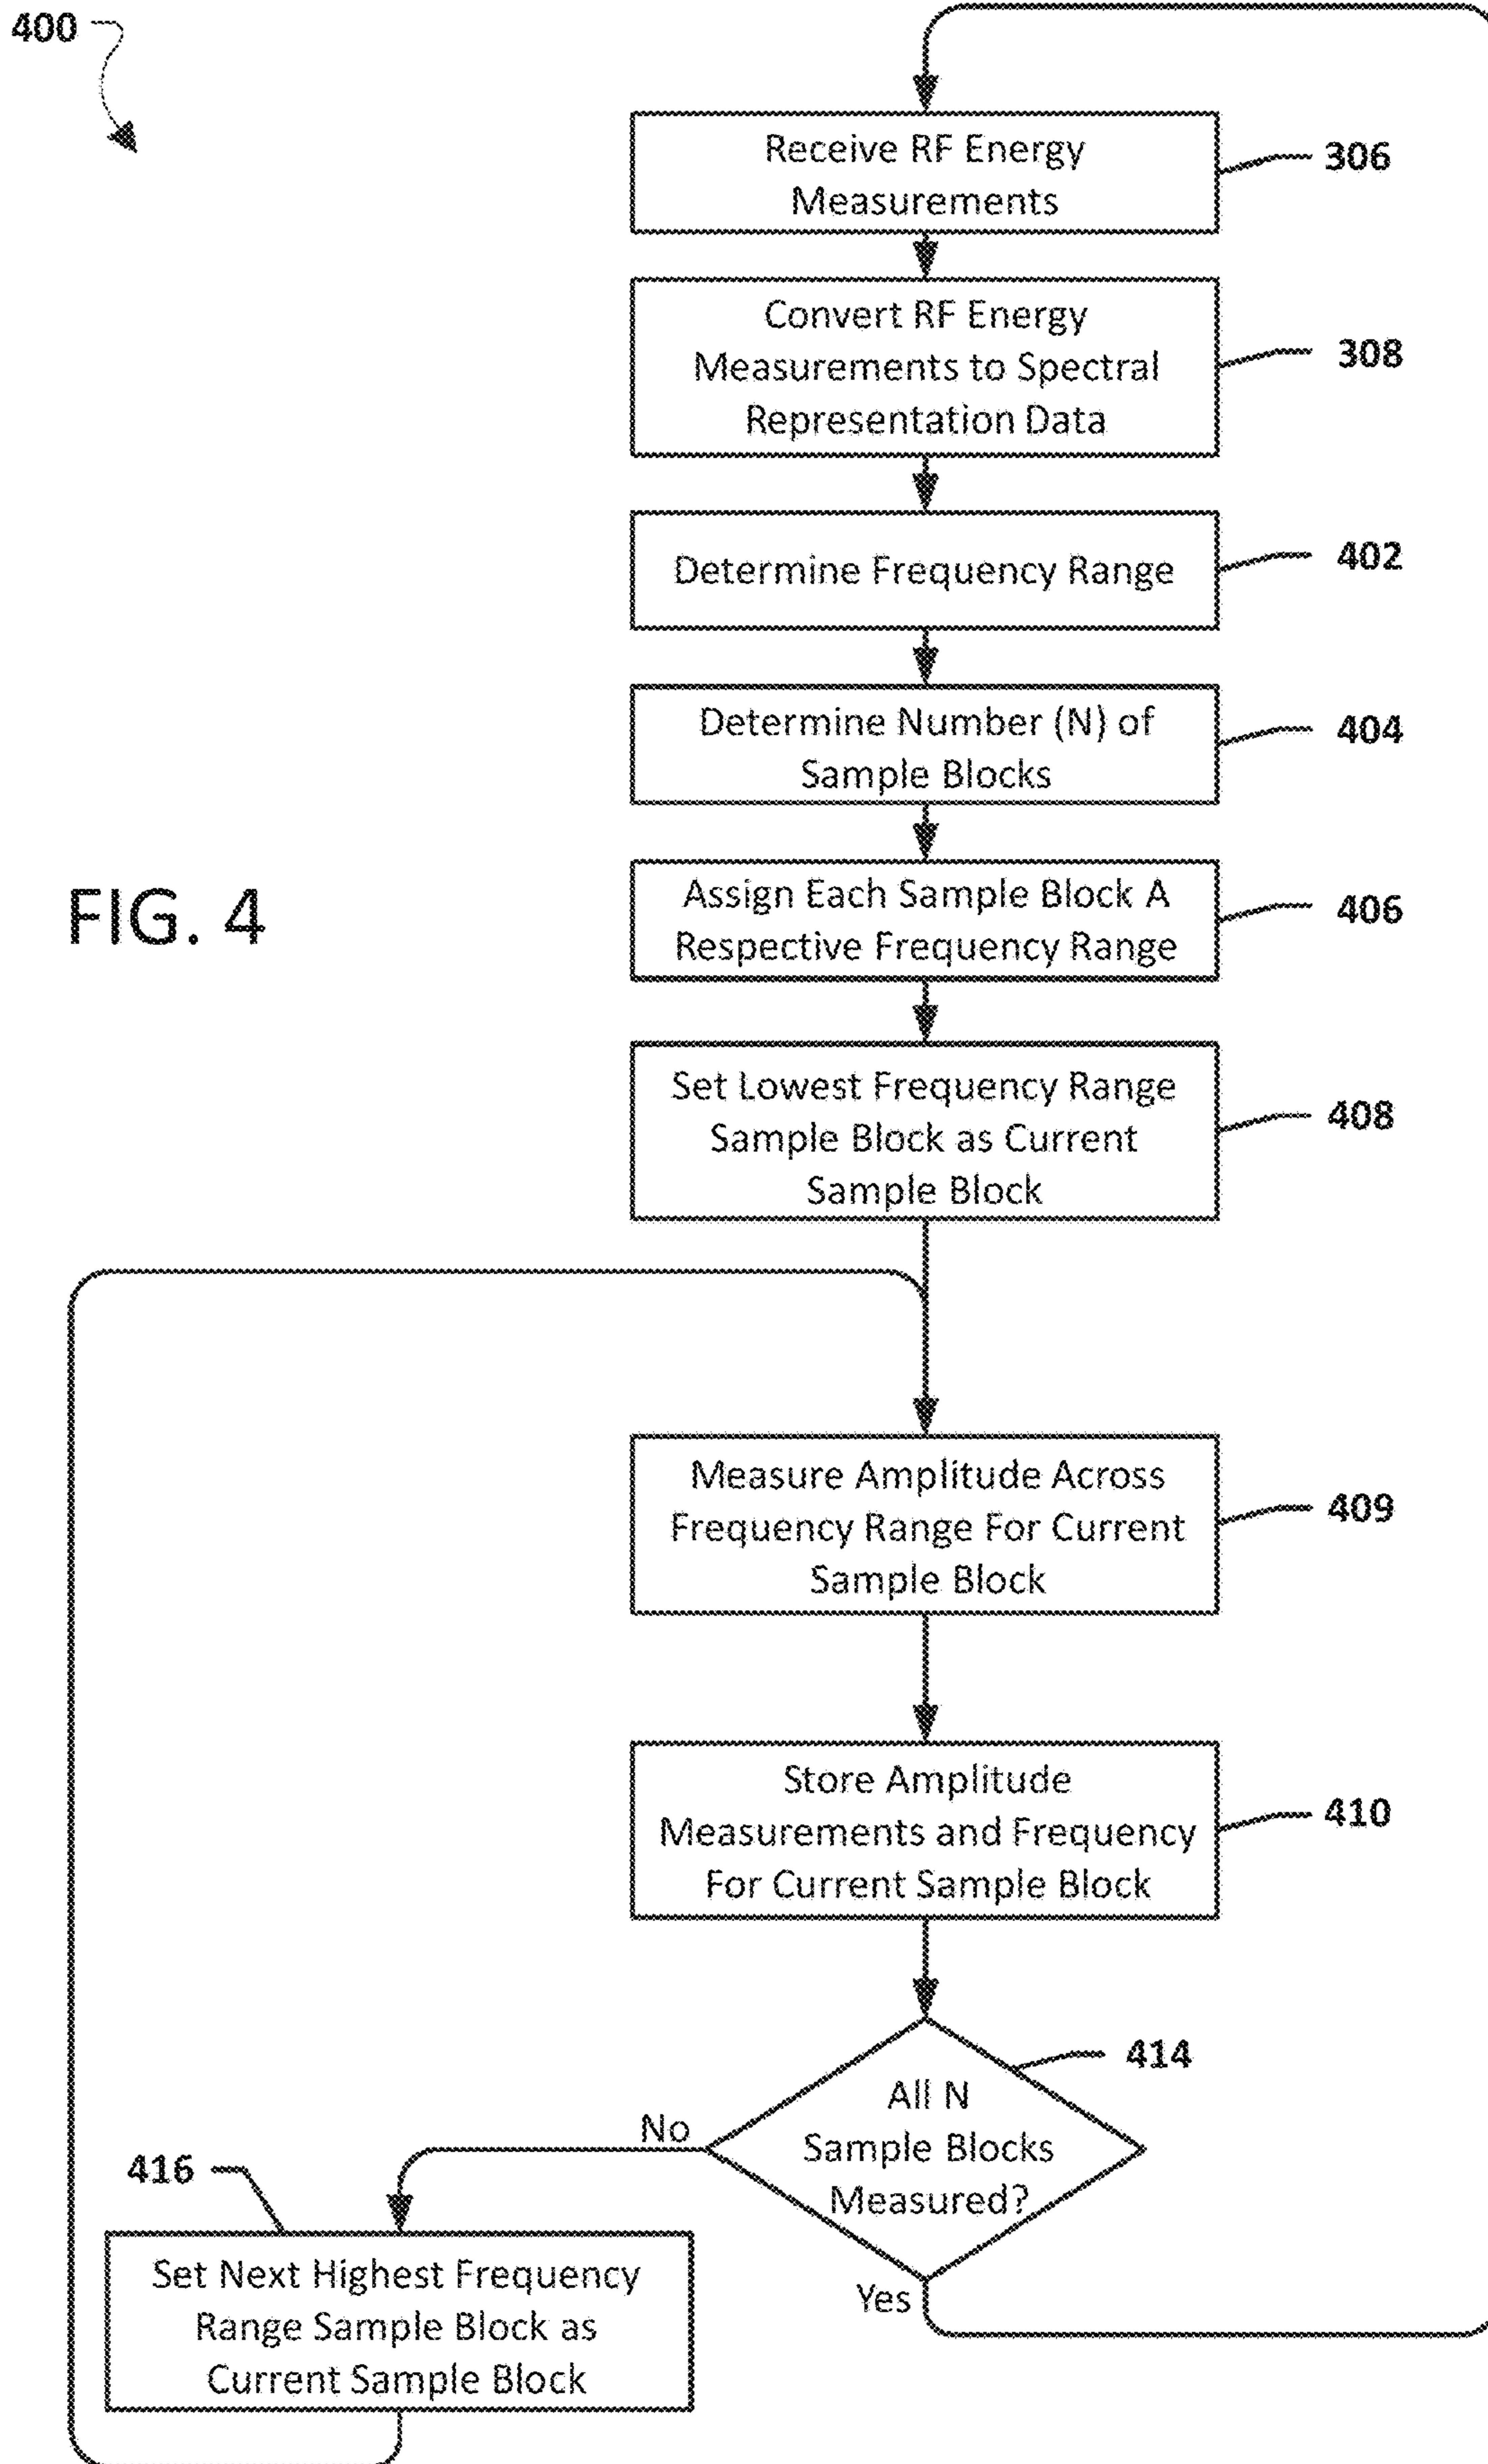 400
Receive RF Energy
Measurements
306
Convert RF Energy
Measurements to Spectral
Representation Data
308
Determine Frequency Range
402
Determine Number (N) of
Sample Blocks
404
Assign Each Sample Block A
Respective Frequency Range
406
FIG. 4
Set Lowest Frequency Range
Sample Block as Current
Sample Block
408
Measure Amplitude Across
Frequency Range For Current
Sample Block
409
Store Amplitude
Measurements and Frequency
For Current Sample Block
410
All N
Sample Blocks
Measured?
414
No
Yes
416
Set Next Highest Frequency
Range Sample Block as
Current Sample Block